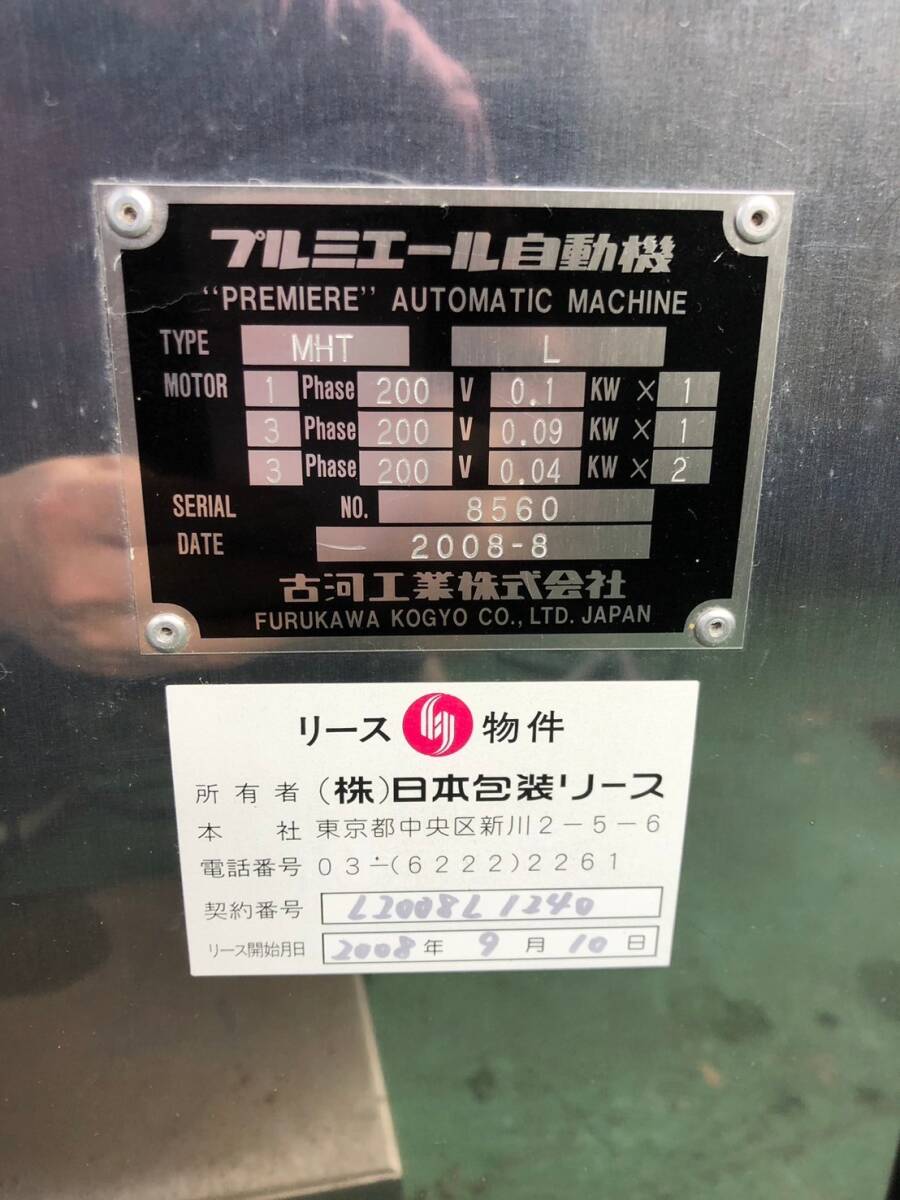 プルミエール自動機
"PREMIERE" AUTOMATIC MACHINE
TYPE MHT L
MOTOR 1 Phase 200 V 0.1 KW × 1
3 Phase 200 V 0.09 KW × 1
3 Phase 200 V 0.04 KW × 2
SERIAL NO. 8560
DATE 2008-8
古河工業株式会社
FURUKAWA KOGYO CO., LTD. JAPAN
リース 物件
所有者 (株)日本包装リース
本社 東京都中央区新川2-5-6
電話番号 03-(6222)2261
契約番号 L2008L1240
リース開始月日 2008年 9月 10日